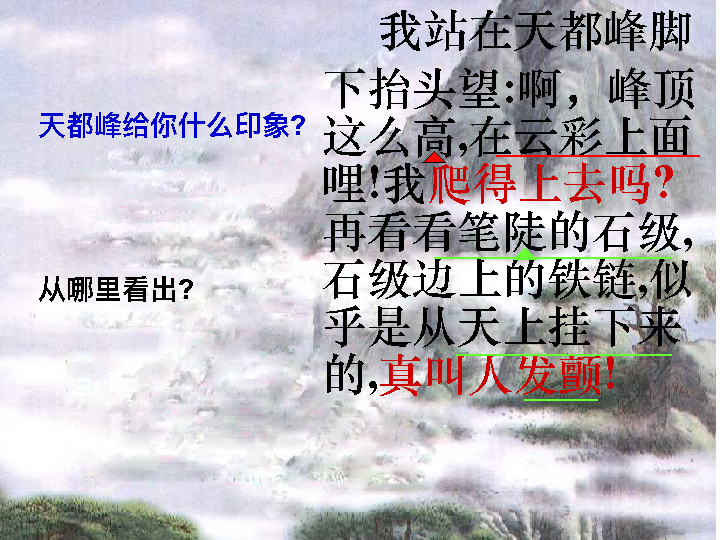 天都峰给你什么印象?
从哪里看出?
我站在天都峰脚
下抬头望:啊，峰顶
这么高,在云彩上面
哩!我爬得上去吗?
再看看笔陡的石级,
石级边上的铁链,似
乎是从天上挂下来
的,真叫人发颤!